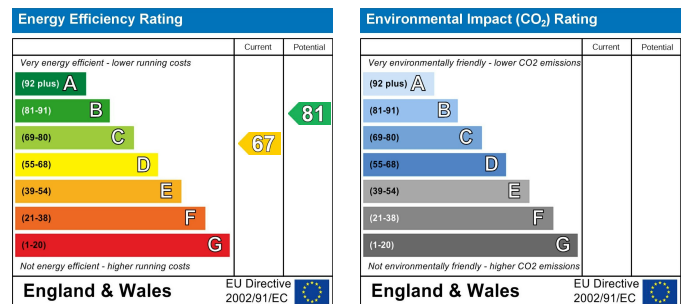 Energy Efficiency Rating
Current Potential
Very energy efficient - lower running costs
(92 plus) A
(81-91) B
81
(69-80) C
67
(55-68) D
(39-54) E
(21-38) F
(1-20) G
Not energy efficient - higher running costs
England & Wales
EU Directive
2002/91/EC
Environmental Impact (CO2) Rating
Current Potential
Very environmentally friendly - lower CO2 emissions
(92 plus) A
(81-91) B
(69-80) C
(55-68) D
(39-54) E
(21-38) F
(1-20) G
Not environmentally friendly - higher CO2 emissions
England & Wales
EU Directive
2002/91/EC